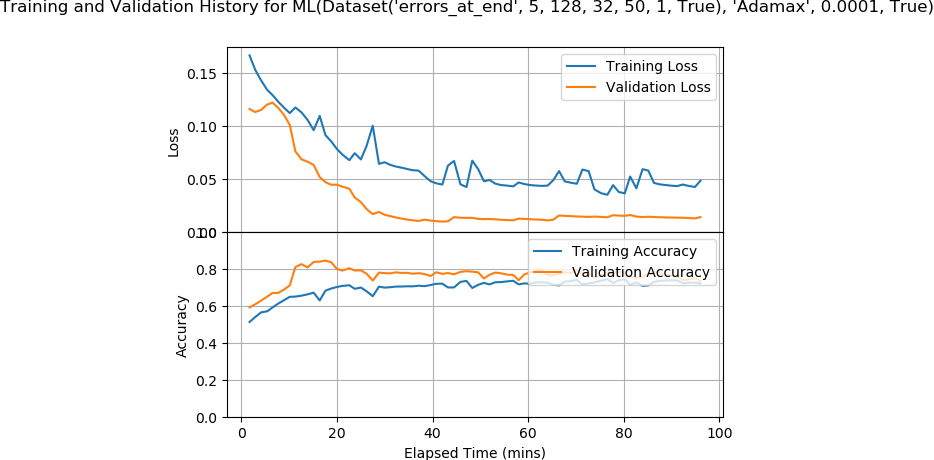 Training and Validation History for ML(Dataset('errors_at_end', 5, 128, 32, 50, 1, True), 'Adamax', 0.0001, True)
0.15
0.10
0.05
0.00
Loss
Training Loss
Validation Loss
1.0
0.8
0.6
0.4
0.2
0.0
Accuracy
Training Accuracy
Validation Accuracy
0 20 40 60 80 100
Elapsed Time (mins)